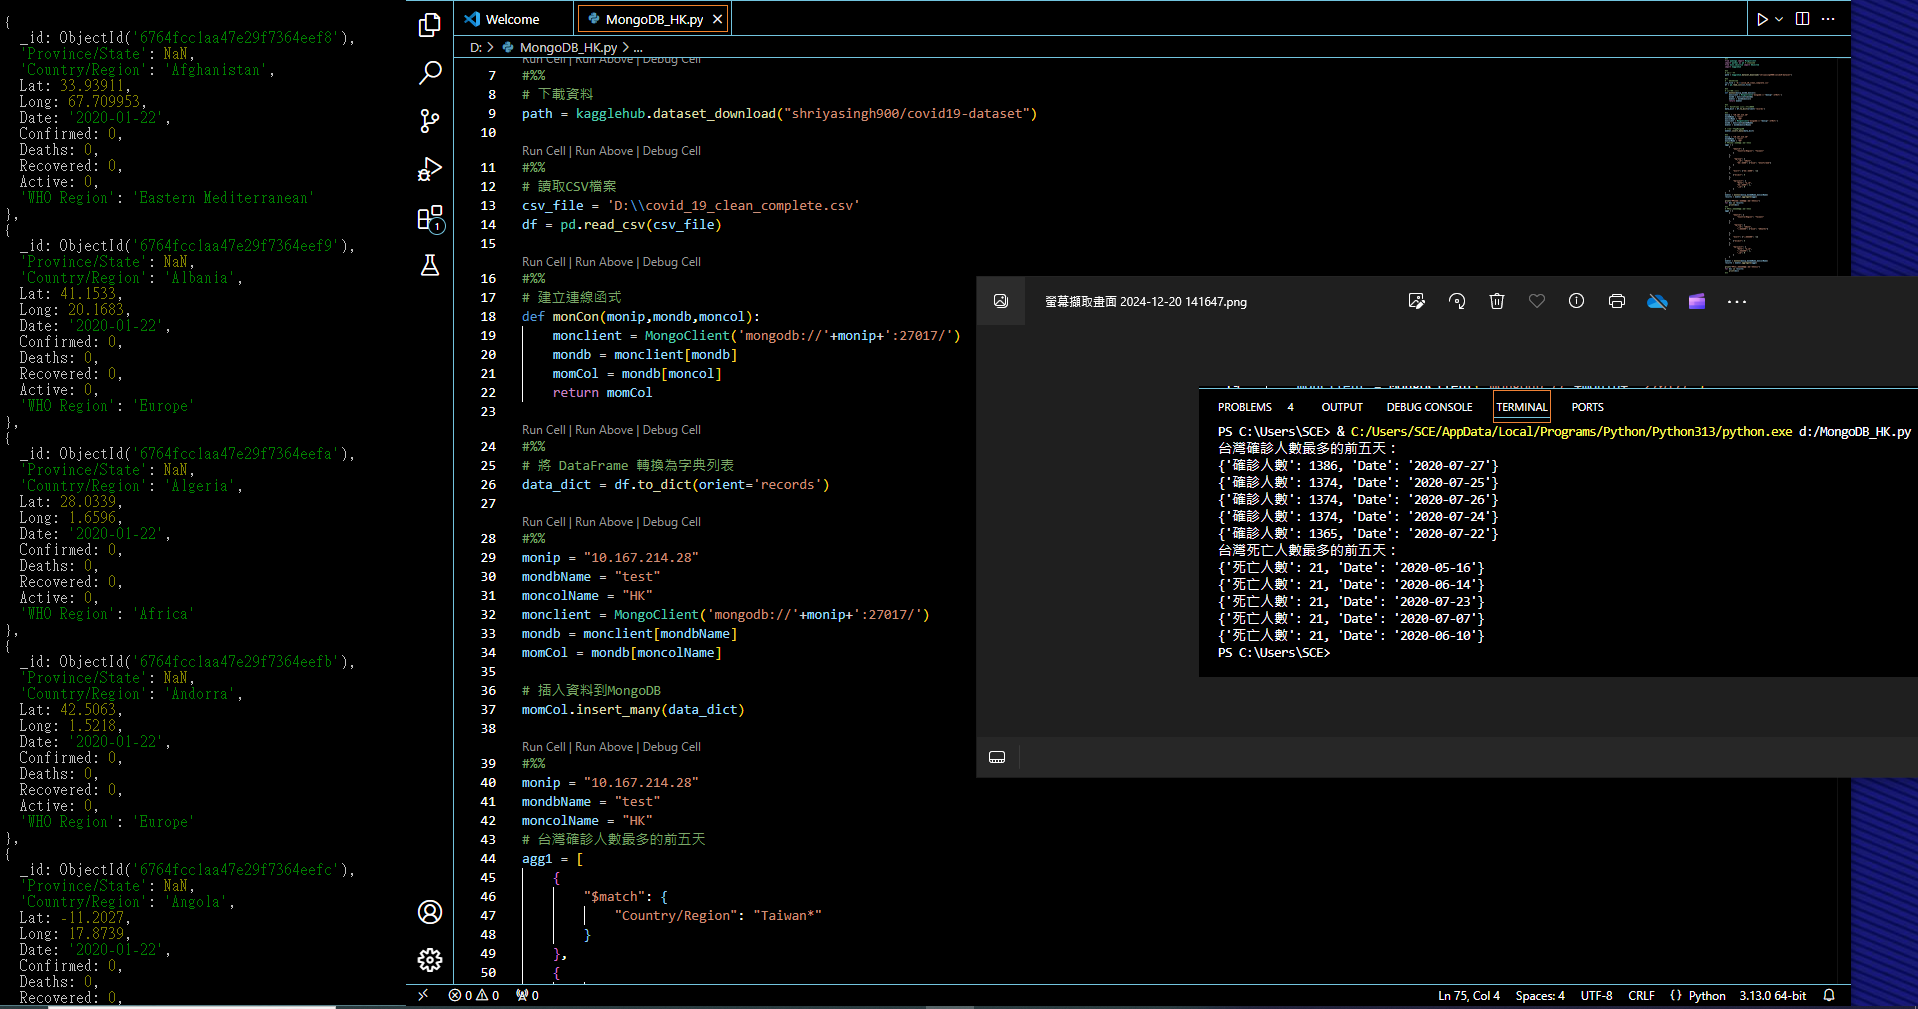 {
_id: ObjectId('6764fcc1aa47e29f7364eef8'),
'Province/State': NaN,
'Country/Region': 'Afghanistan',
Lat: 33.93911,
Long: 67.709953,
Date: '2020-01-22',
Confirmed: 0,
Deaths: 0,
Recovered: 0,
Active: 0,
'WHO Region': 'Eastern Mediterranean'
},
{
_id: ObjectId('6764fcc1aa47e29f7364eef9'),
'Province/State': NaN,
'Country/Region': 'Albania',
Lat: 41.1533,
Long: 20.1683,
Date: '2020-01-22',
Confirmed: 0,
Deaths: 0,
Recovered: 0,
Active: 0,
'WHO Region': 'Europe'
},
{
_id: ObjectId('6764fcc1aa47e29f7364eefa'),
'Province/State': NaN,
'Country/Region': 'Algeria',
Lat: 28.0339,
Long: 1.6596,
Date: '2020-01-22',
Confirmed: 0,
Deaths: 0,
Recovered: 0,
Active: 0,
'WHO Region': 'Africa'
},
{
_id: ObjectId('6764fcc1aa47e29f7364eefb'),
'Province/State': NaN,
'Country/Region': 'Andorra',
Lat: 42.5063,
Long: 1.5218,
Date: '2020-01-22',
Confirmed: 0,
Deaths: 0,
Recovered: 0,
Active: 0,
'WHO Region': 'Europe'
},
{
_id: ObjectId('6764fcc1aa47e29f7364eefc'),
'Province/State': NaN,
'Country/Region': 'Angola',
Lat: -11.2027,
Long: 17.8739,
Date: '2020-01-22',
Confirmed: 0,
Deaths: 0,
Recovered: 0,
1
Welcome
MongoDB_HK.py
D: > MongoDB_HK.py > ...
Run Cell | Run Above | Debug Cell
7 #%%
8 # 下載資料
9 path = kagglehub.dataset_download("shriyasingh900/covid19-dataset")
10
Run Cell | Run Above | Debug Cell
11 #%%
12 # 讀取CSV檔案
13 csv_file = 'D:\\covid_19_clean_complete.csv'
14 df = pd.read_csv(csv_file)
15
Run Cell | Run Above | Debug Cell
16 #%%
17 # 建立連線函式
18 def monCon(monip,mondb,moncol):
19 monclient = MongoClient('mongodb://'+monip+':27017/')
20 mondb = monclient[mondb]
21 momCol = mondb[moncol]
22 return momCol
23
Run Cell | Run Above | Debug Cell
24 #%%
25 # 將 DataFrame 轉換為字典列表
26 data_dict = df.to_dict(orient='records')
27
Run Cell | Run Above | Debug Cell
28 #%%
29 monip = "10.167.214.28"
30 mondbName = "test"
31 moncolName = "HK"
32 monclient = MongoClient('mongodb://'+monip+':27017/')
33 mondb = monclient[mondbName]
34 momCol = mondb[moncolName]
35
36 # 插入資料到MongoDB
37 momCol.insert_many(data_dict)
38
Run Cell | Run Above | Debug Cell
39 #%%
40 monip = "10.167.214.28"
41 mondbName = "test"
42 moncolName = "HK"
43 # 台灣確診人數最多的前五天
44 agg1 = [
45 {
46 "$match": {
47 "Country/Region": "Taiwan*"
48 }
49 },
50 {
螢幕擷取畫面 2024-12-20 141647.png
PROBLEMS 4 OUTPUT DEBUG CONSOLE TERMINAL PORTS
PS C:\Users\SCE> & C:/Users/SCE/AppData/Local/Programs/Python/Python313/python.exe d:/MongoDB_HK.py
台灣確診人數最多的前五天：
{'確診人數': 1386, 'Date': '2020-07-27'}
{'確診人數': 1374, 'Date': '2020-07-25'}
{'確診人數': 1374, 'Date': '2020-07-26'}
{'確診人數': 1374, 'Date': '2020-07-24'}
{'確診人數': 1365, 'Date': '2020-07-22'}
台灣死亡人數最多的前五天：
{'死亡人數': 21, 'Date': '2020-05-16'}
{'死亡人數': 21, 'Date': '2020-06-14'}
{'死亡人數': 21, 'Date': '2020-07-23'}
{'死亡人數': 21, 'Date': '2020-07-07'}
{'死亡人數': 21, 'Date': '2020-06-10'}
PS C:\Users\SCE>
0 0 0
Ln 75, Col 4 Spaces: 4 UTF-8 CRLF {} Python 3.13.0 64-bit